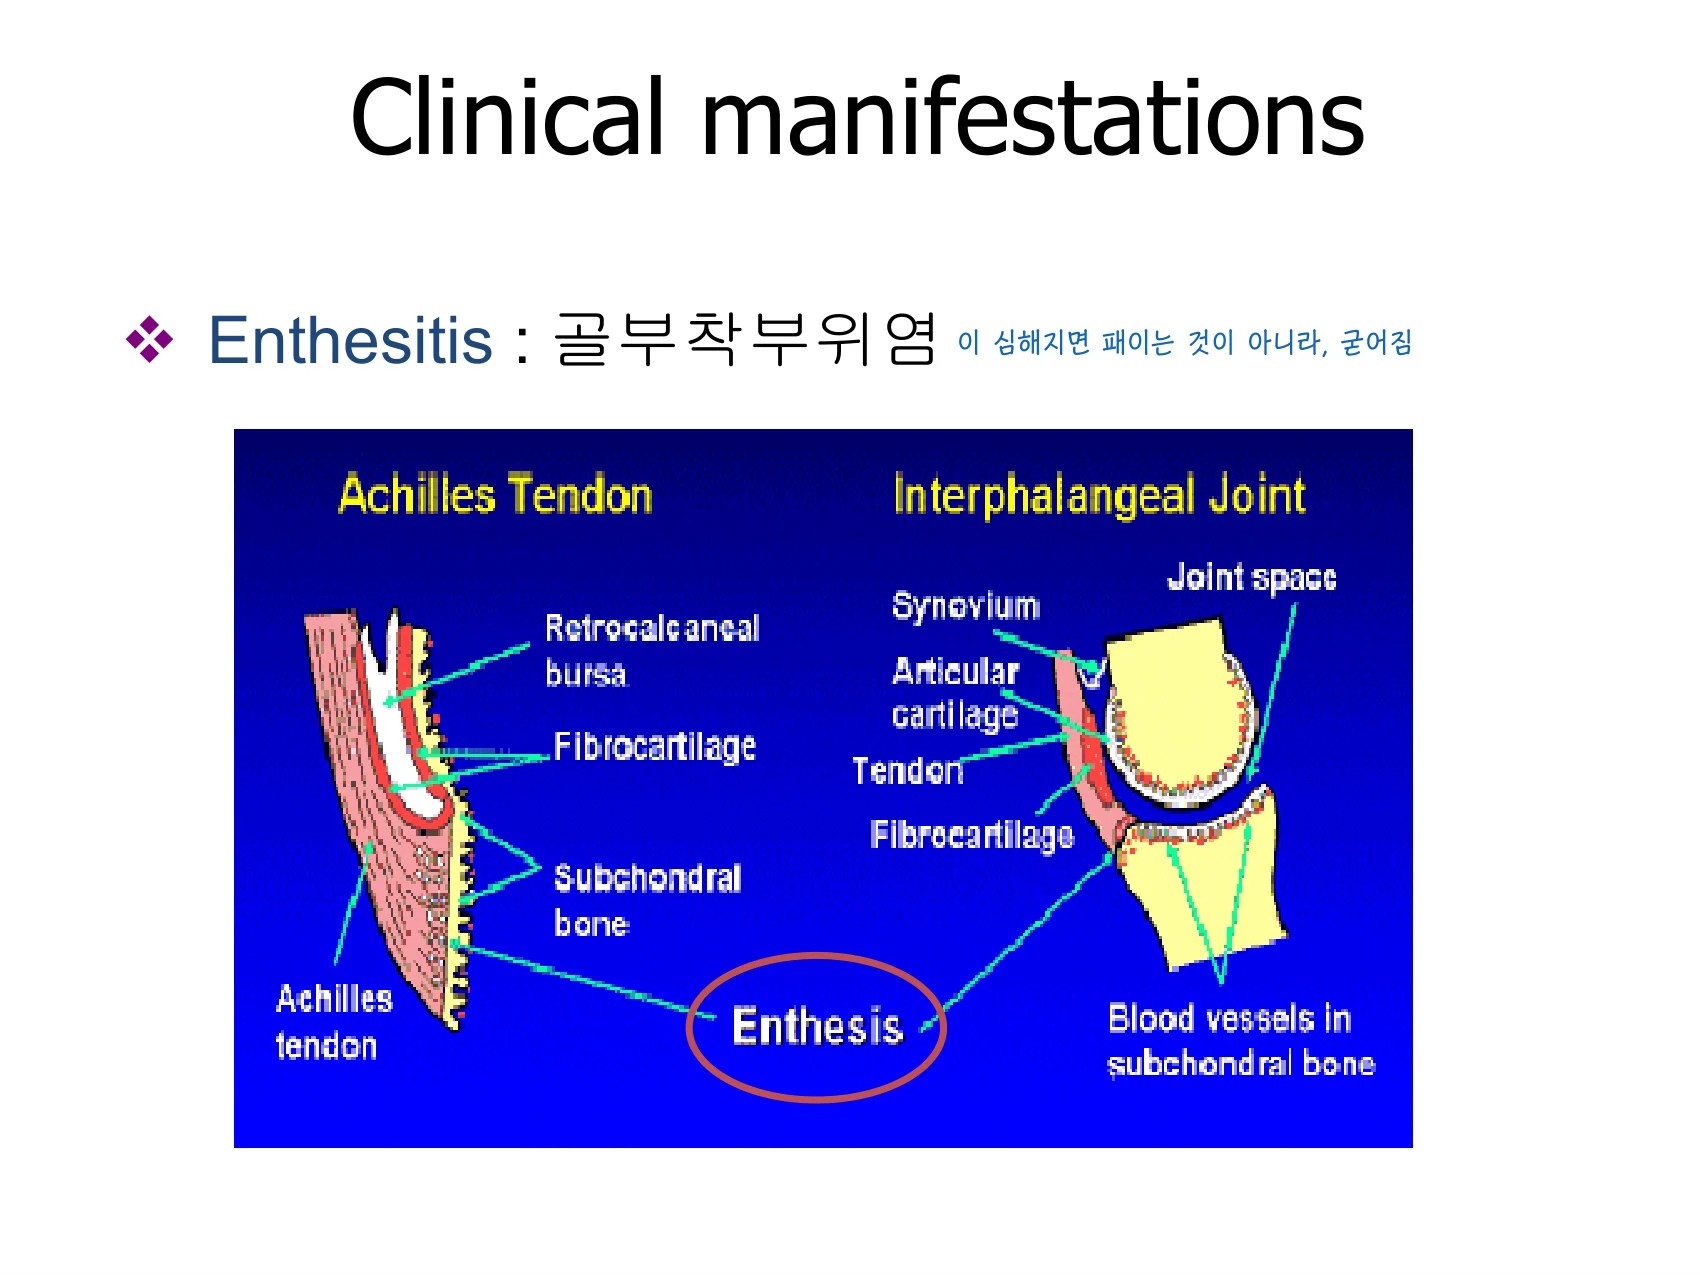 Clinical manifestations
❖ Enthesitis : 골부착부위염 이 심해지면 패이는 것이 아니라, 굳어짐
Achilles Tendon
Retrocalcaneal
bursa
Fibrocartilage
Subchondral
bone
Achilles
tendon
Enthesis
Interphalangeal Joint
Joint space
Synovium
Articular
cartilage
Tendon
Fibrocartilage
Blood vessels in
subchondral bone